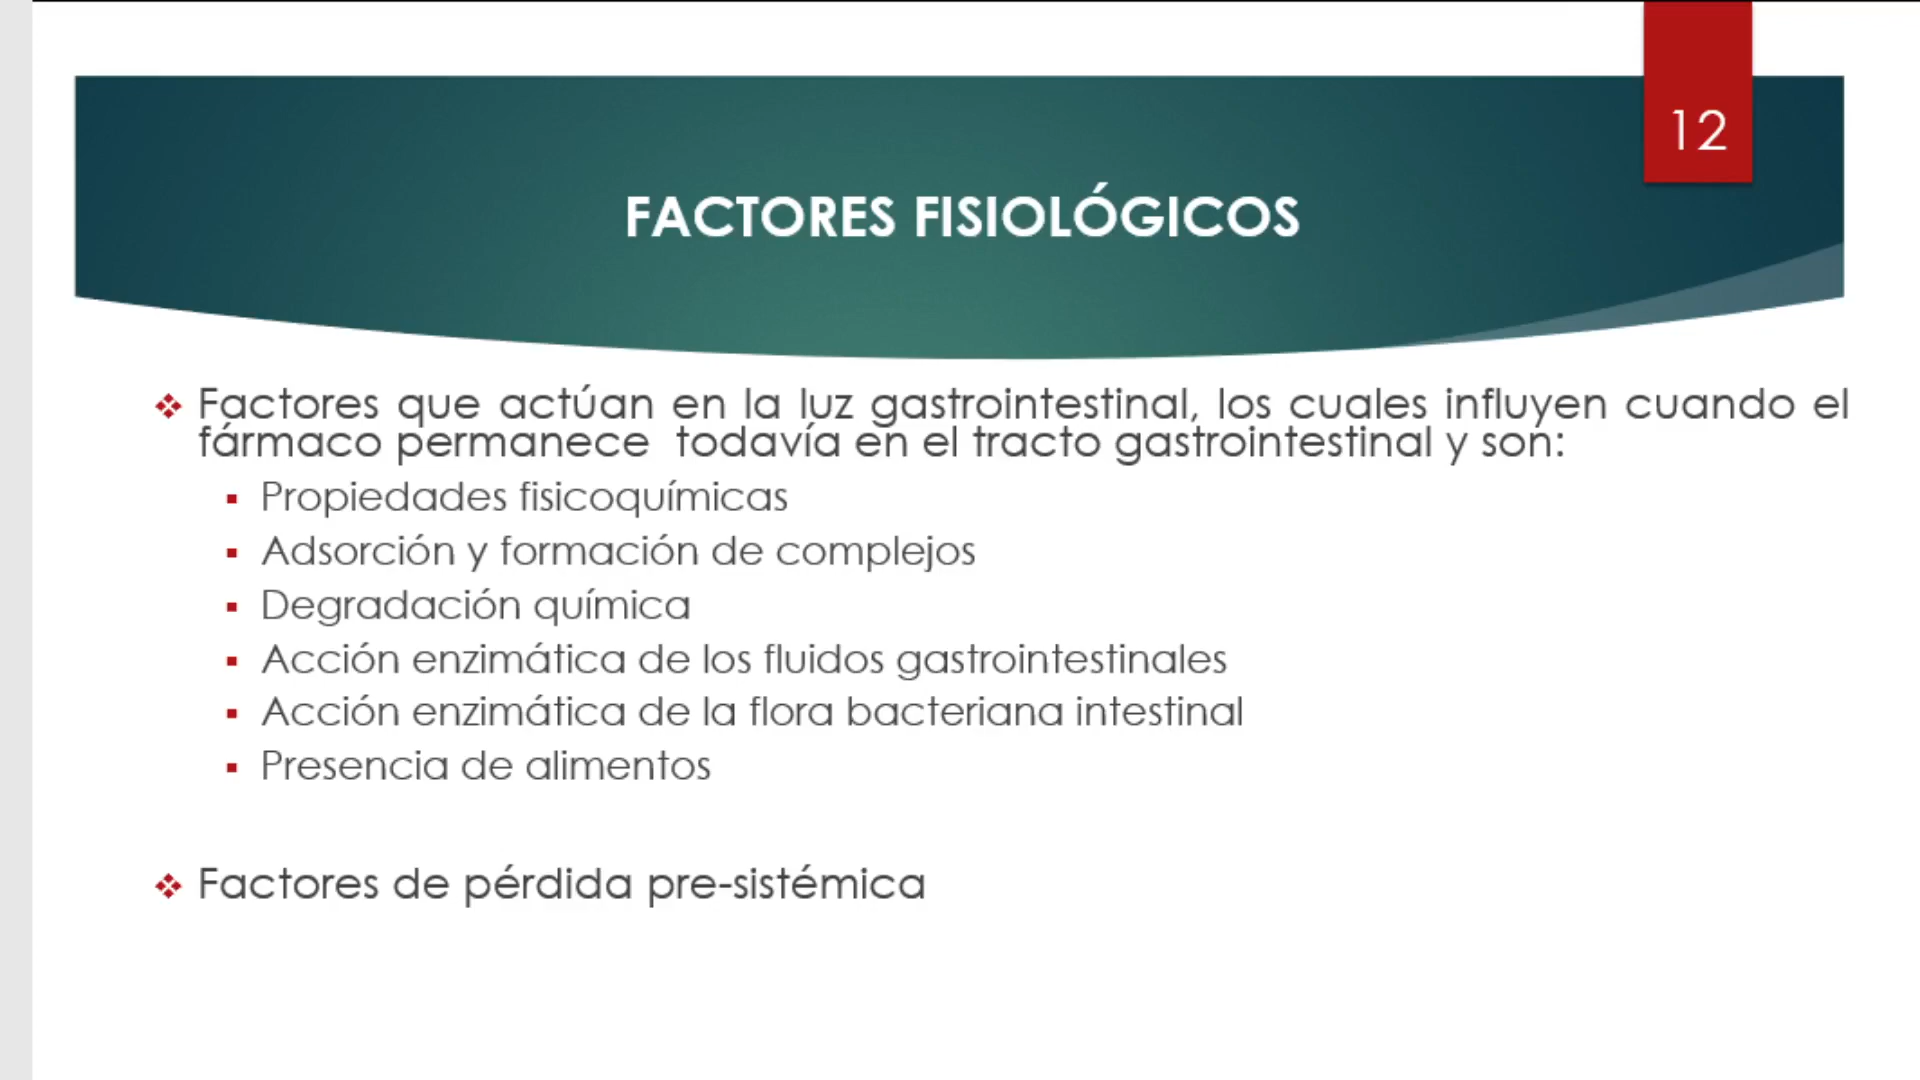 12
FACTORES FISIOLÓGICOS
Factores que actúan en la luz gastrointestinal, los cuales influyen cuando el
fármaco permanece todavía en el tracto gastrointestinal y son:
Propiedades fisicoquímicas
Adsorción y formación de complejos
Degradación química
Acción enzimática de los fluidos gastrointestinales
Acción enzimática de la flora bacteriana intestinal
Presencia de alimentos
Factores de pérdida pre-sistémica